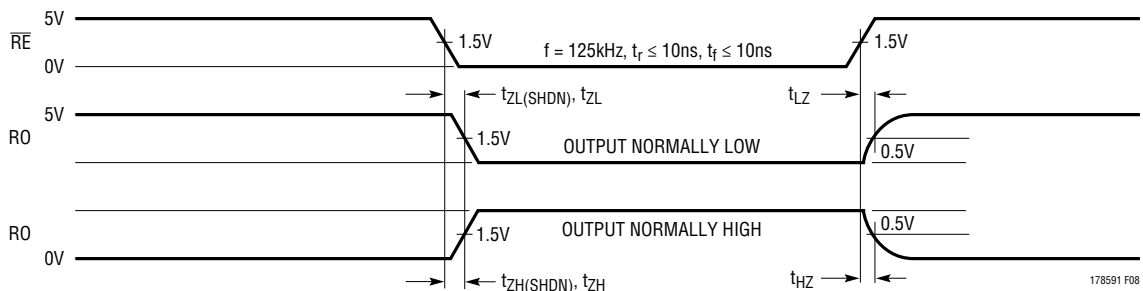 5V
RE
1.5V
f = 125kHz, tr ≤ 10ns, tf ≤ 10ns
1.5V
0V
tZL(SHDN), tZL
tLZ
5V
RO
1.5V
OUTPUT NORMALLY LOW
0.5V
RO
1.5V
OUTPUT NORMALLY HIGH
0.5V
0V
tZH(SHDN), tZH
tHZ
178591 F08